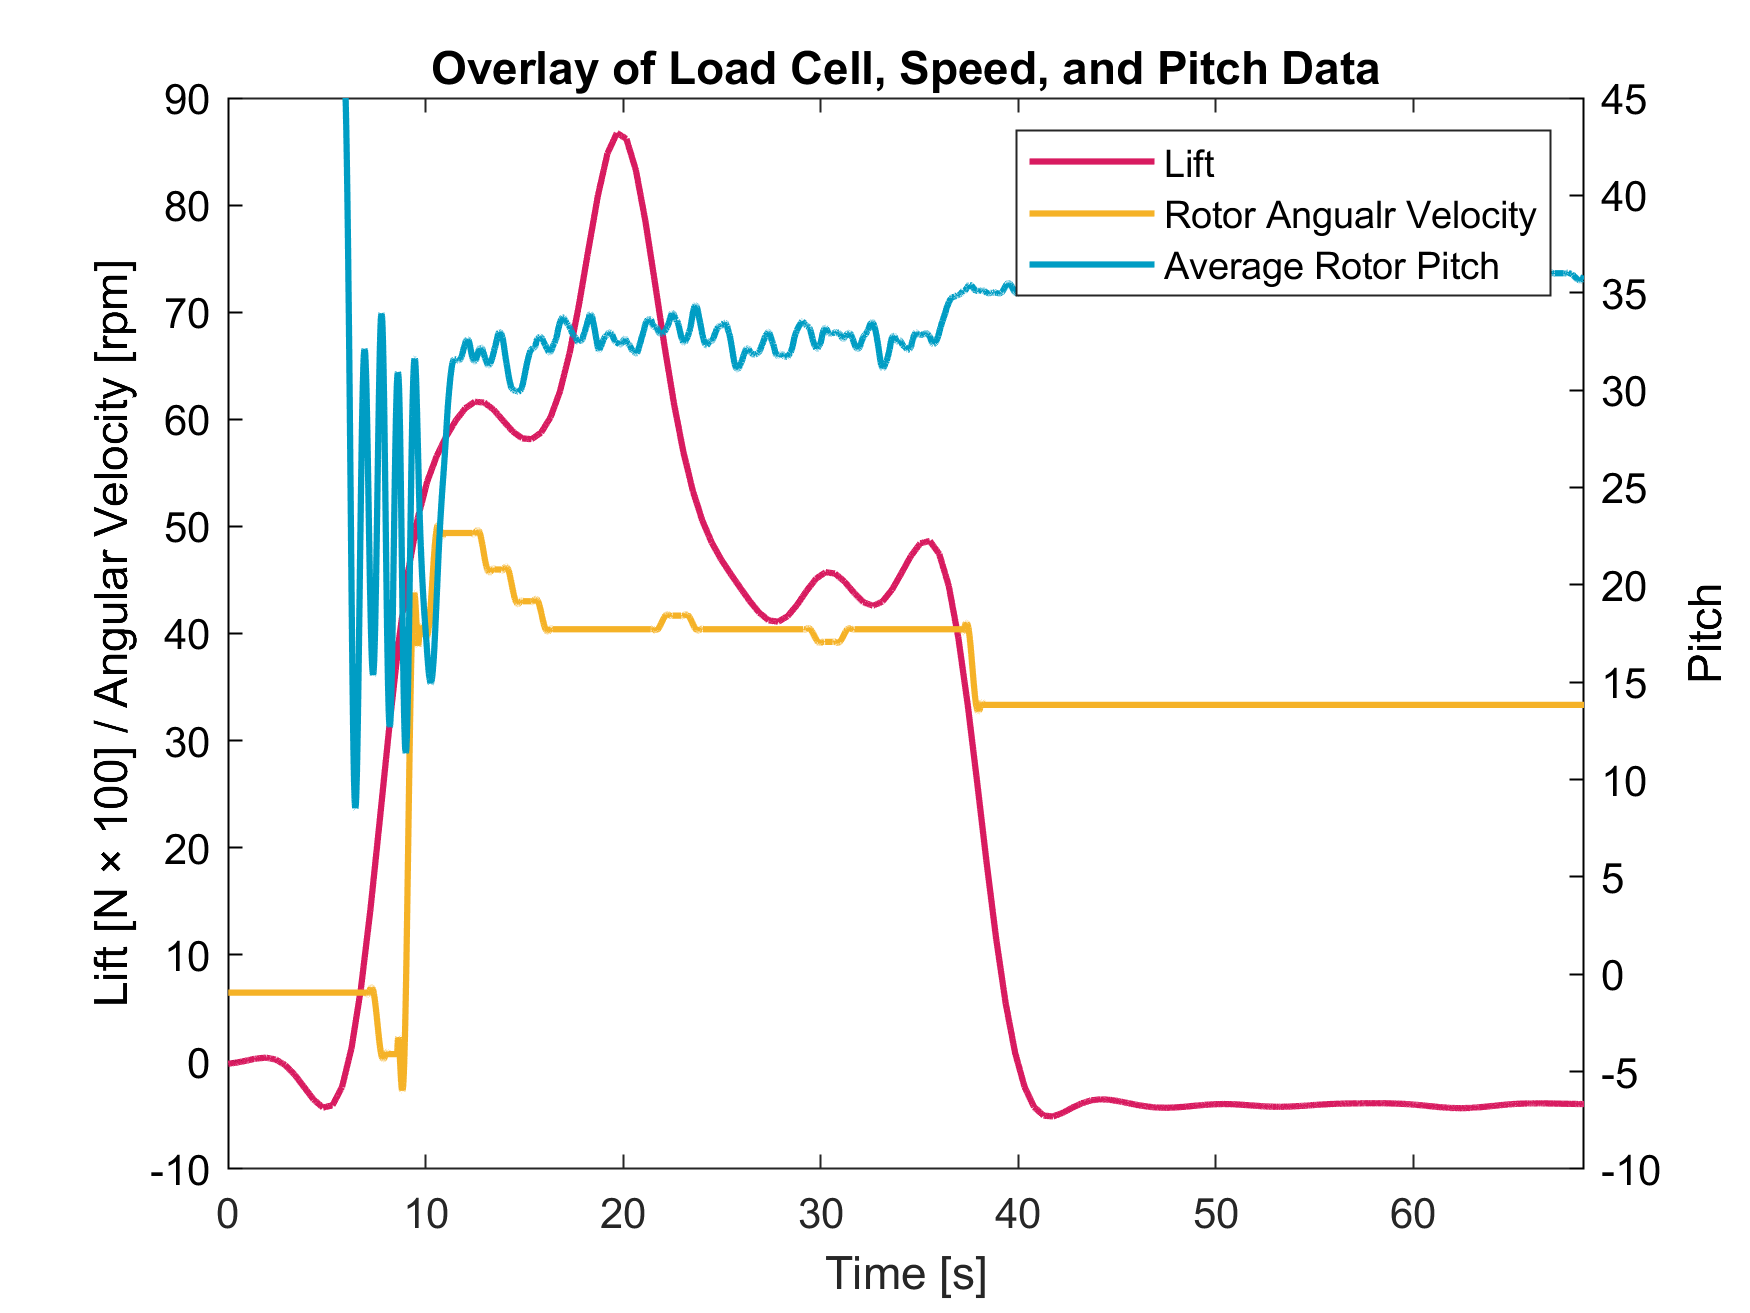 Overlay of Load Cell, Speed, and Pitch Data
Lift [N × 100] / Angular Velocity [rpm]
90
80
70
60
50
40
30
20
10
0
-10
Lift
Rotor Angualr Velocity
Average Rotor Pitch
45
40
35
30
25
20
15
10
5
0
-5
-10
Pitch
0 10 20 30 40 50 60
Time [s]